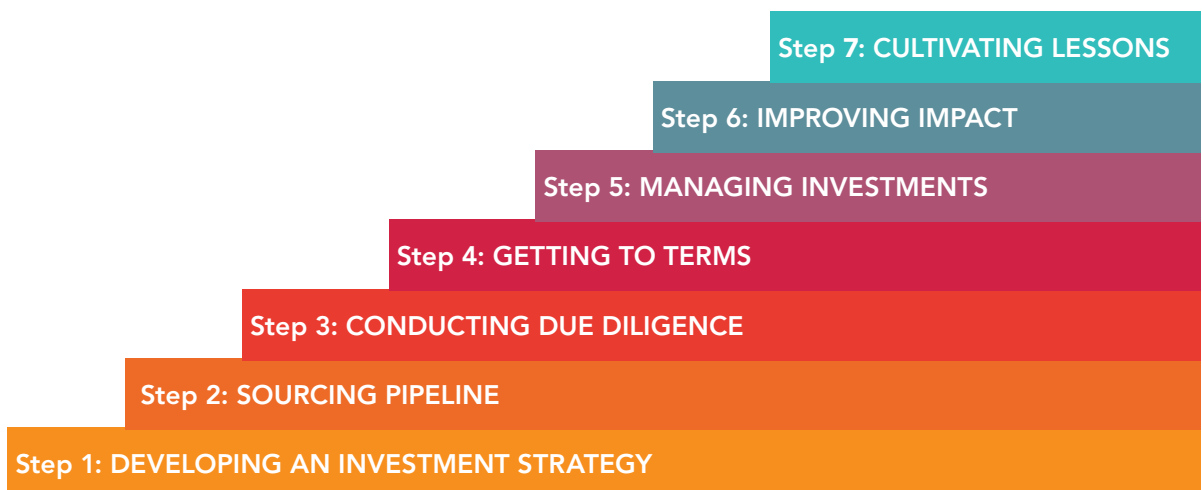 Step 7: CULTIVATING LESSONS
Step 6: IMPROVING IMPACT
Step 5: MANAGING INVESTMENTS
Step 4: GETTING TO TERMS
Step 3: CONDUCTING DUE DILIGENCE
Step 2: SOURCING PIPELINE
Step 1: DEVELOPING AN INVESTMENT STRATEGY